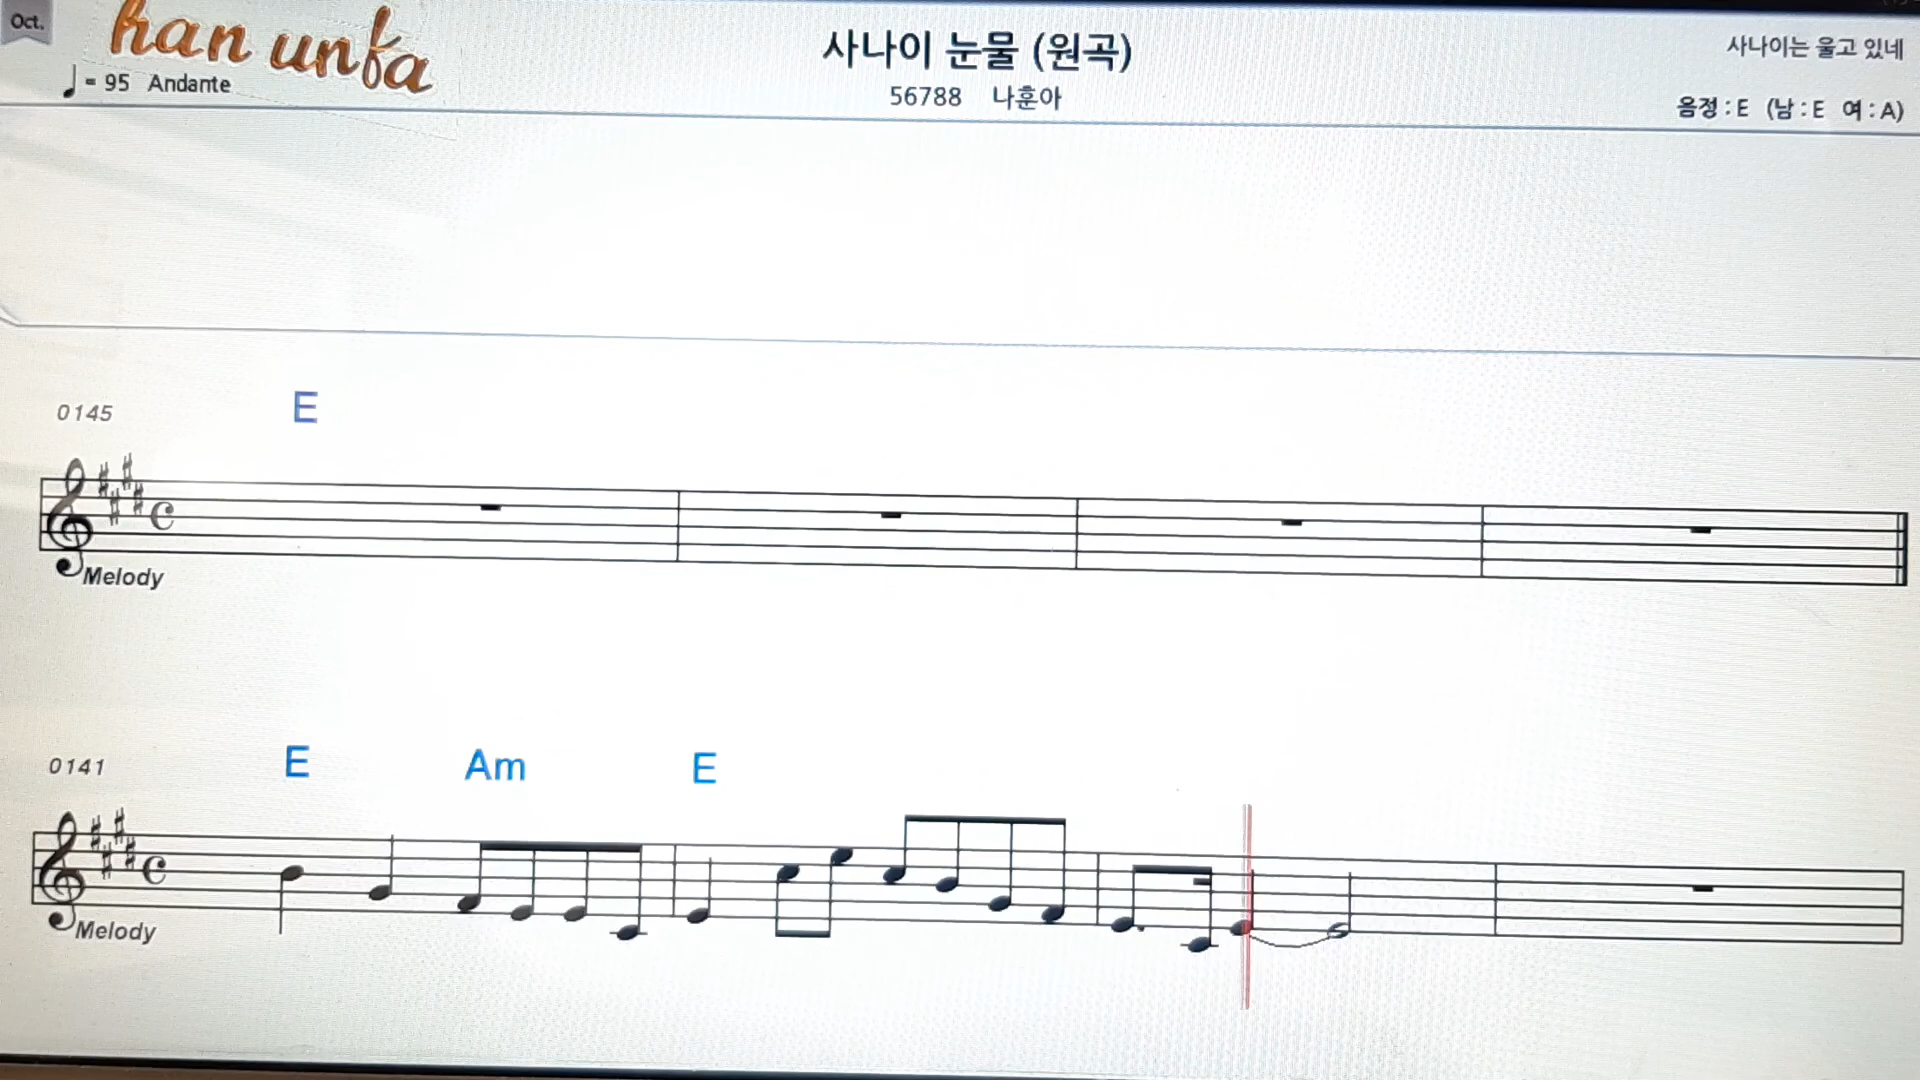 Oct.
han unfa
= 95 Andante
사나이 눈물 (원곡)
56788 나훈아
사나이는 울고 있네
음정 : E (남 : E 여 : A)
0145
E
Melody
0141
E Am E
Melody